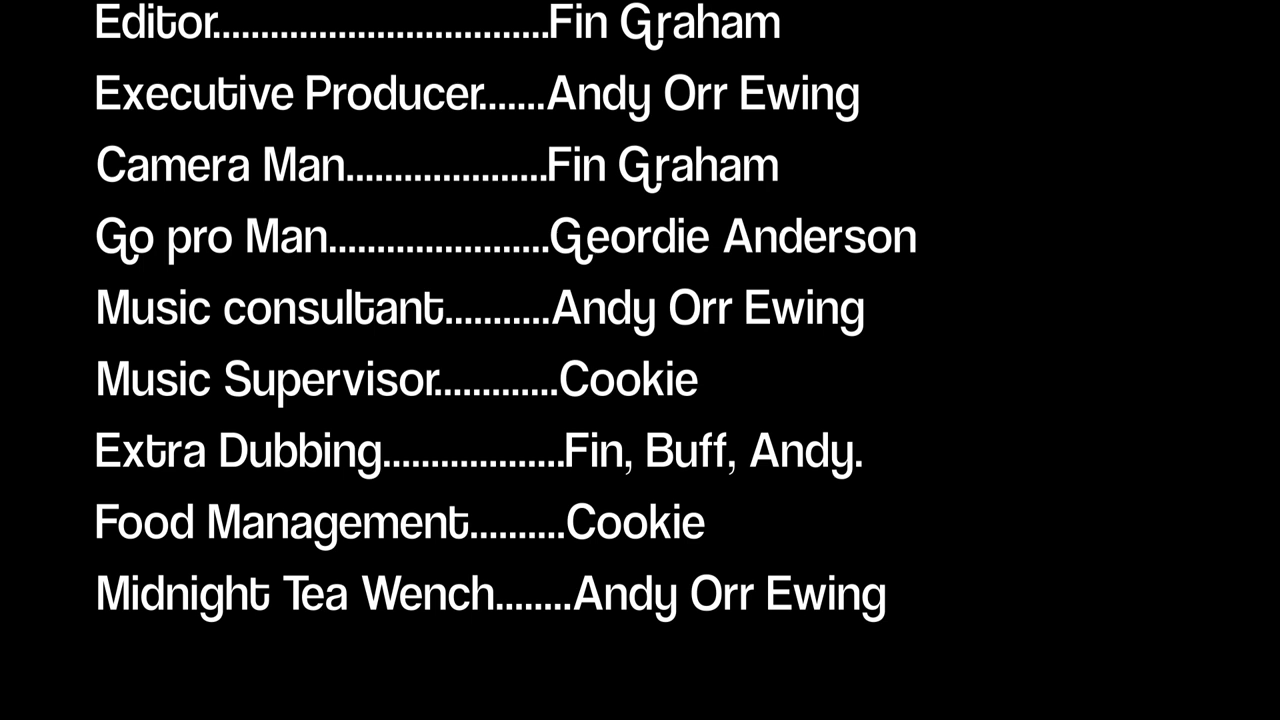 Editor...................................Fin Graham
Executive Producer.......Andy Orr Ewing
Camera Man.....................Fin Graham
Go pro Man.......................Geordie Anderson
Music consultant...........Andy Orr Ewing
Music Supervisor.............Cookie
Extra Dubbing...................Fin, Buff, Andy.
Food Management..........Cookie
Midnight Tea Wench........Andy Orr Ewing